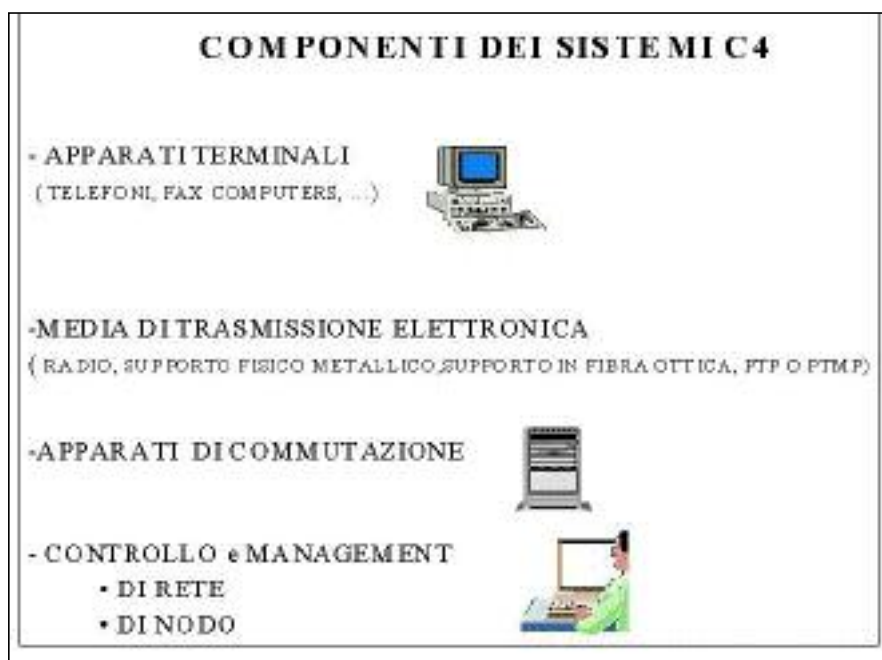 COMPONENTI DEI SISTEMI C4
- APPARATI TERMINALI
( TELEFONI, FAX COMPUTERS, ...)
-MEDIA DI TRASMISSIONE ELETTRONICA
( RADIO, SUPPORTO FISICO METALLICO,SUPPORTO IN FIBRA OTTICA, PTP O PTMP)
-APPARATI DI COMMUTAZIONE
- CONTROLLO e MANAGEMENT
• DI RETE
• DI NODO